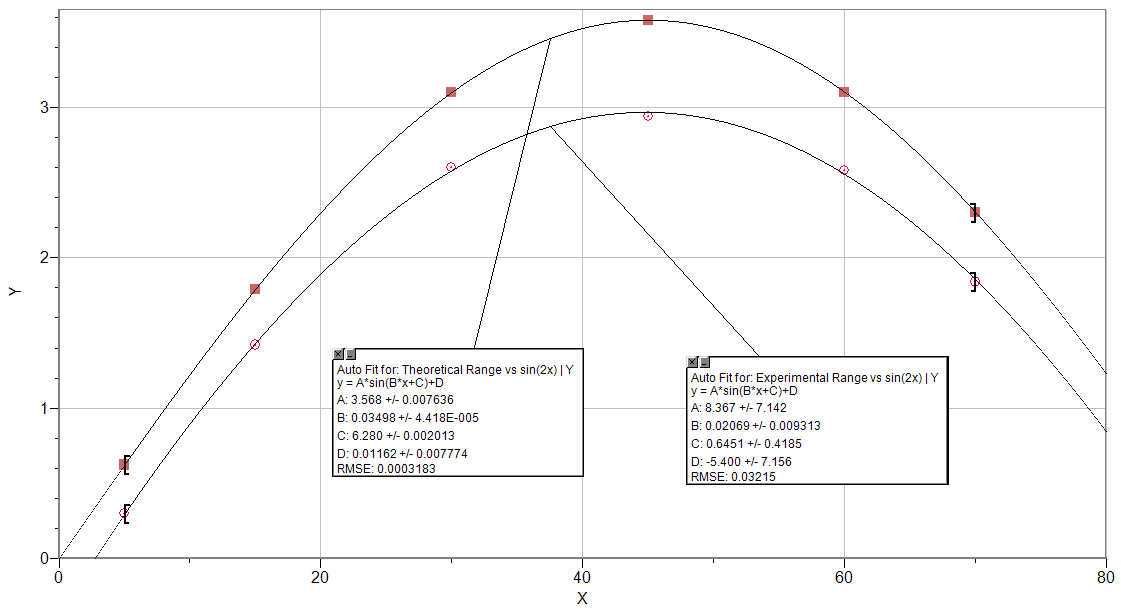 3
2
Y
Auto Fit for: Theoretical Range vs sin(2x) | Y
y = A*sin(B*x+C)+D
A: 3.568 +/- 0.007636
B: 0.03498 +/- 4.418E-005
C: 6.280 +/- 0.002013
D: 0.01162 +/- 0.007774
RMSE: 0.0003183
Auto Fit for: Experimental Range vs sin(2x) | Y
y = A*sin(B*x+C)+D
A: 8.367 +/- 7.142
B: 0.02069 +/- 0.009313
C: 0.6451 +/- 0.4185
D: -5.400 +/- 7.156
RMSE: 0.03215
1
0
0 20 40 60 80
X